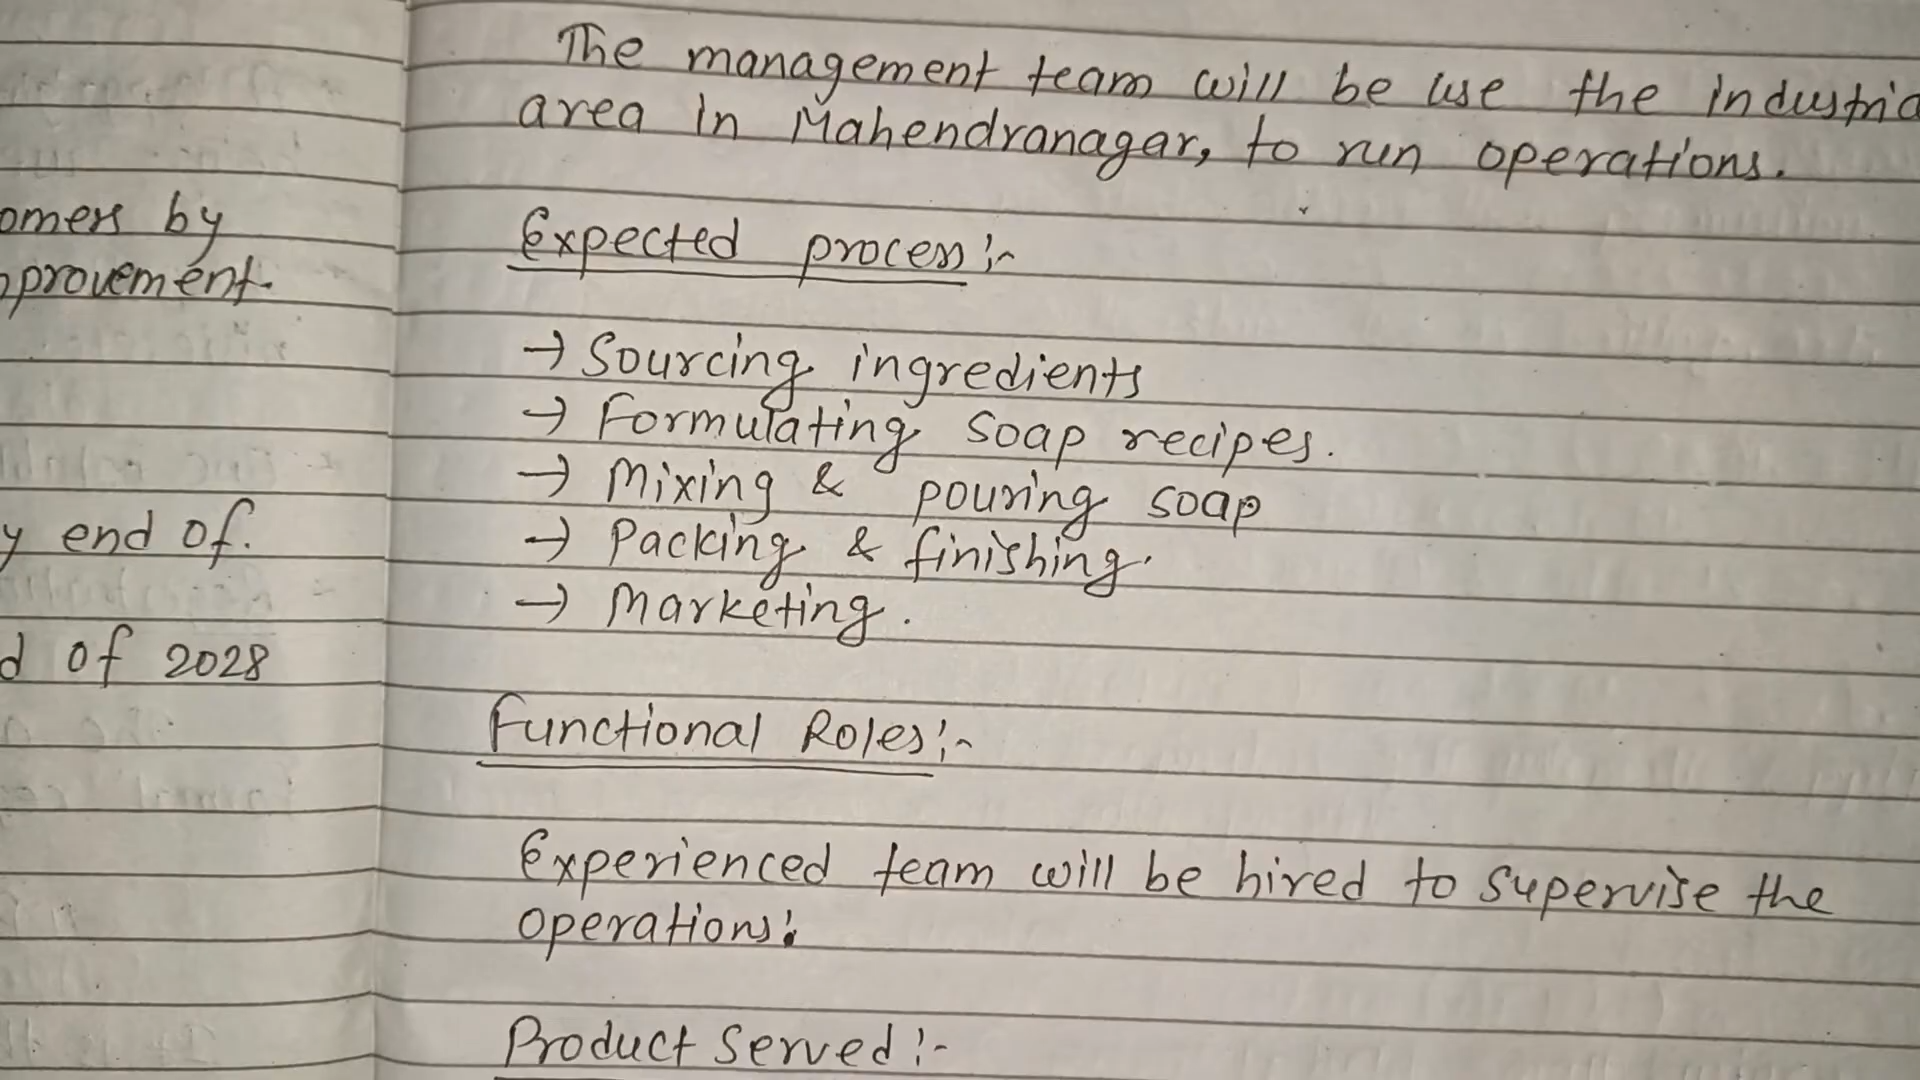 omers by
provement.
y end of.
d of 2028
The management team will be use the industria
area in Mahendranagar, to run operations.
Expected process:-
→ Sourcing ingredients
→ Formulating soap recipes.
→ Mixing & pouring soap
→ Packing & finishing.
→ Marketing.
Functional Roles:-
Experienced team will be hired to supervise the
operations:
Product Served:-